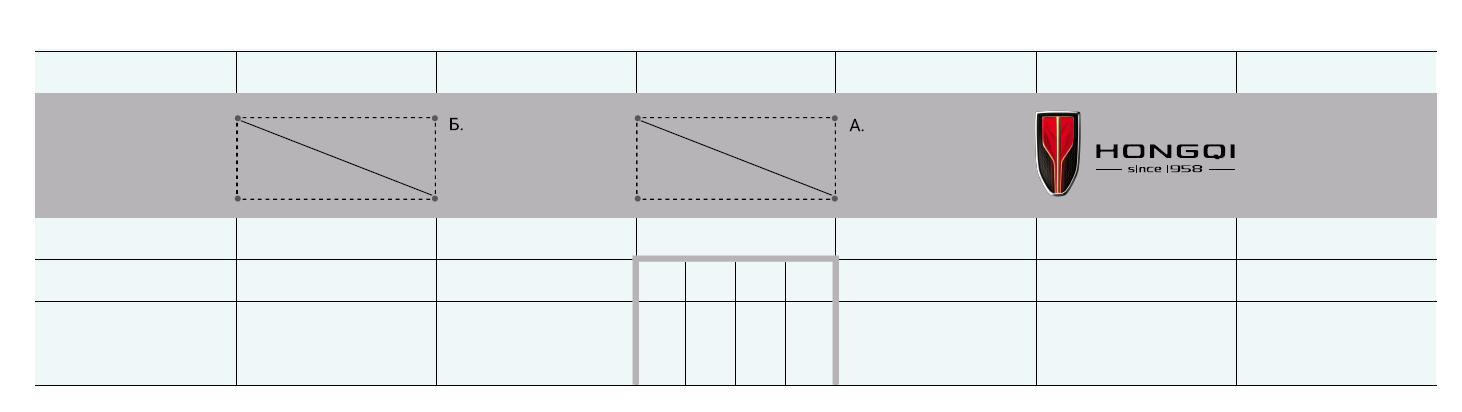 Б.
А.
HONGQI
since 1958